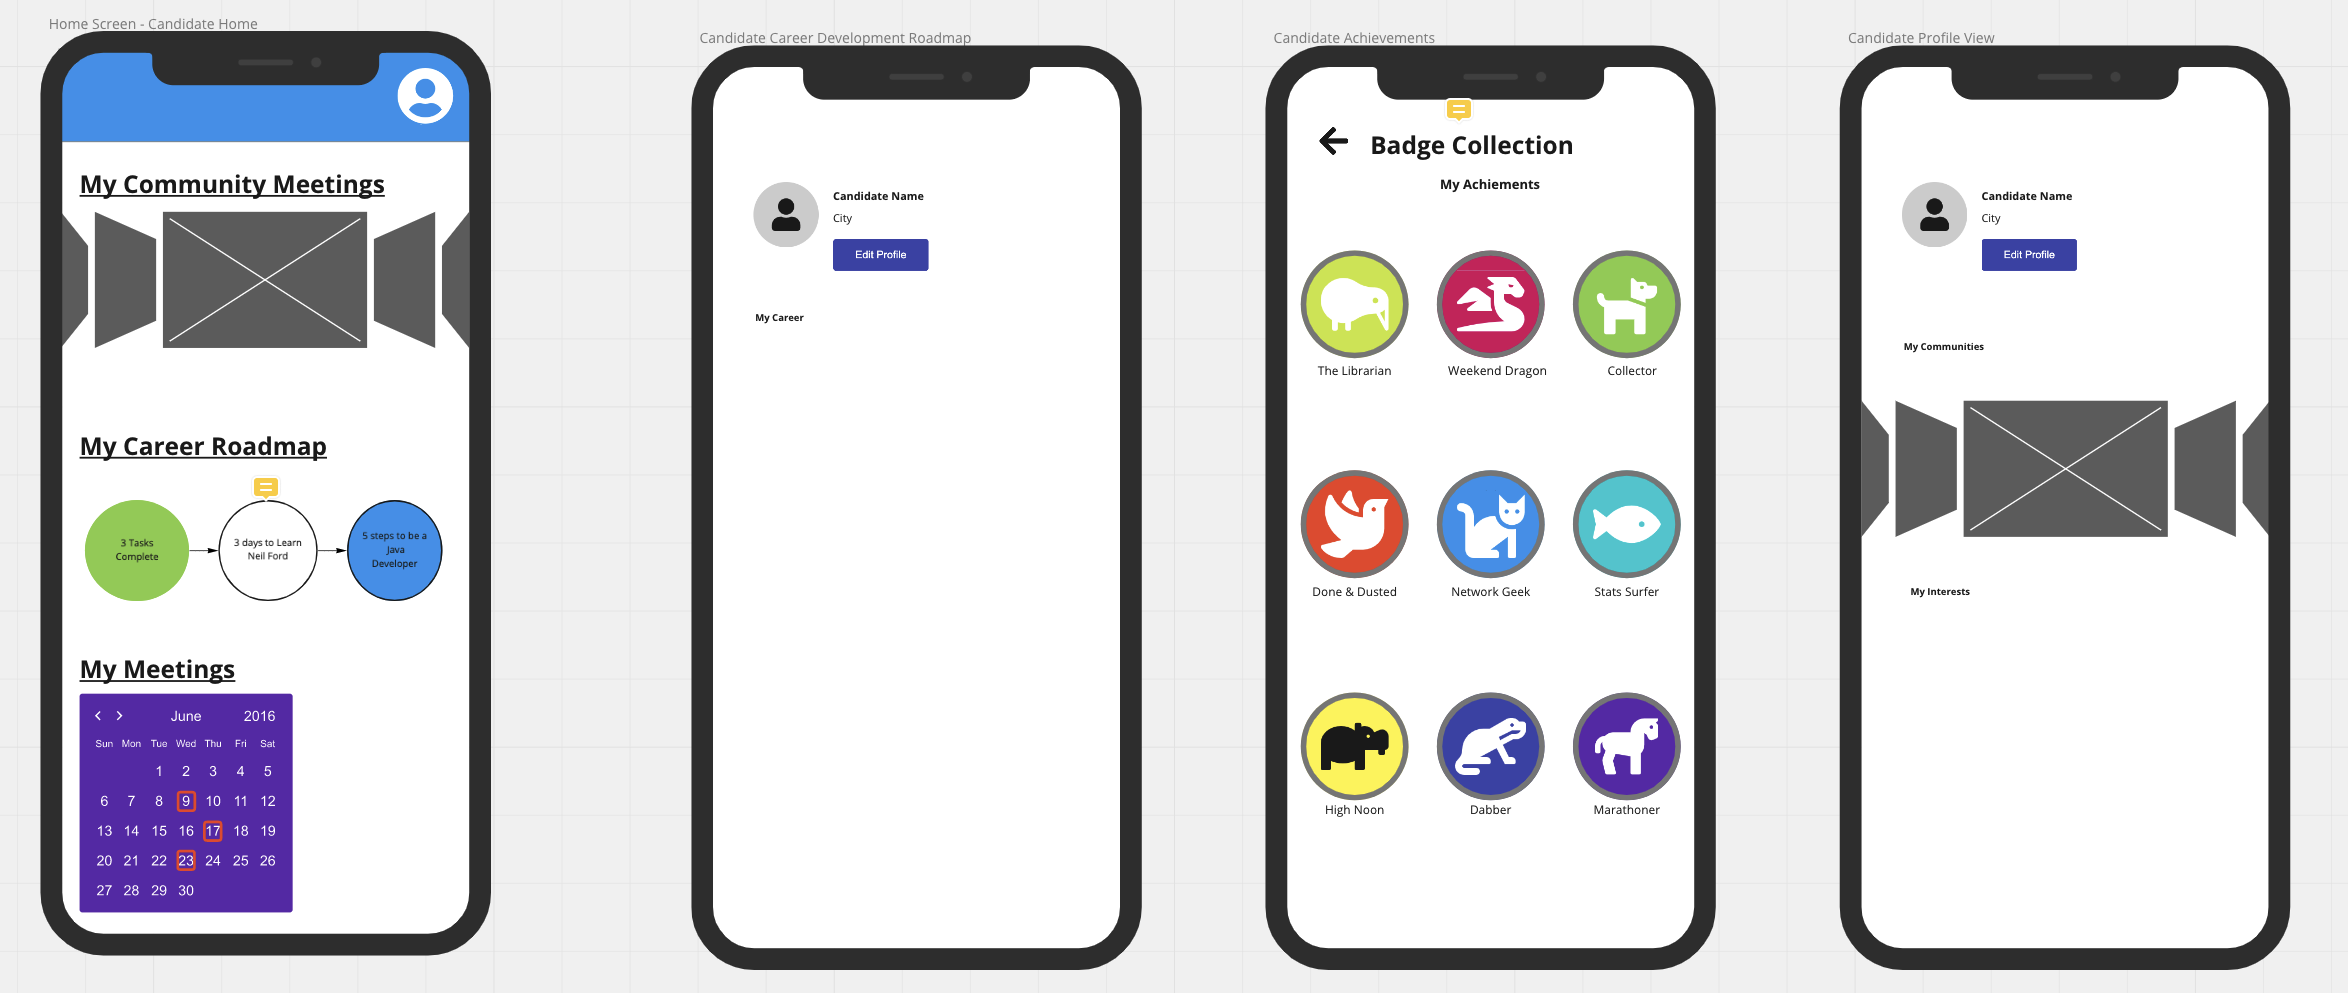 Home Screen - Candidate Home
My Community Meetings
My Career Roadmap
3 Tasks
Complete
3 days to Learn
Neil Ford
5 steps to be a
Java
Developer
My Meetings
June 2016
Sun Mon Tue Wed Thu Fri Sat
1 2 3 4 5
6 7 8 9 10 11 12
13 14 15 16 17 18 19
20 21 22 23 24 25 26
27 28 29 30
Candidate Career Development Roadmap
Candidate Name
City
Edit Profile
My Career
Candidate Achievements
Badge Collection
My Achiements
The Librarian
Weekend Dragon
Collector
Done & Dusted
Network Geek
Stats Surfer
High Noon
Dabber
Marathoner
Candidate Profile View
Candidate Name
City
Edit Profile
My Communities
My Interests